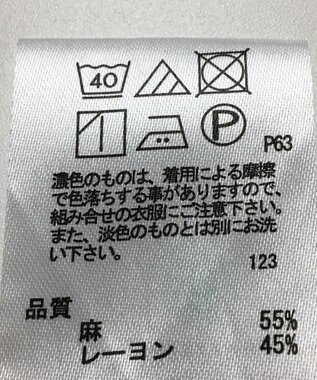 40
P
P63
濃色のものは、着用による摩擦
で色落ちする事がありますので、
組み合せの衣服にご注意下さい。
また、淡色のものとは別にお洗
い下さい。
123
品質
麻 55%
レーヨン 45%